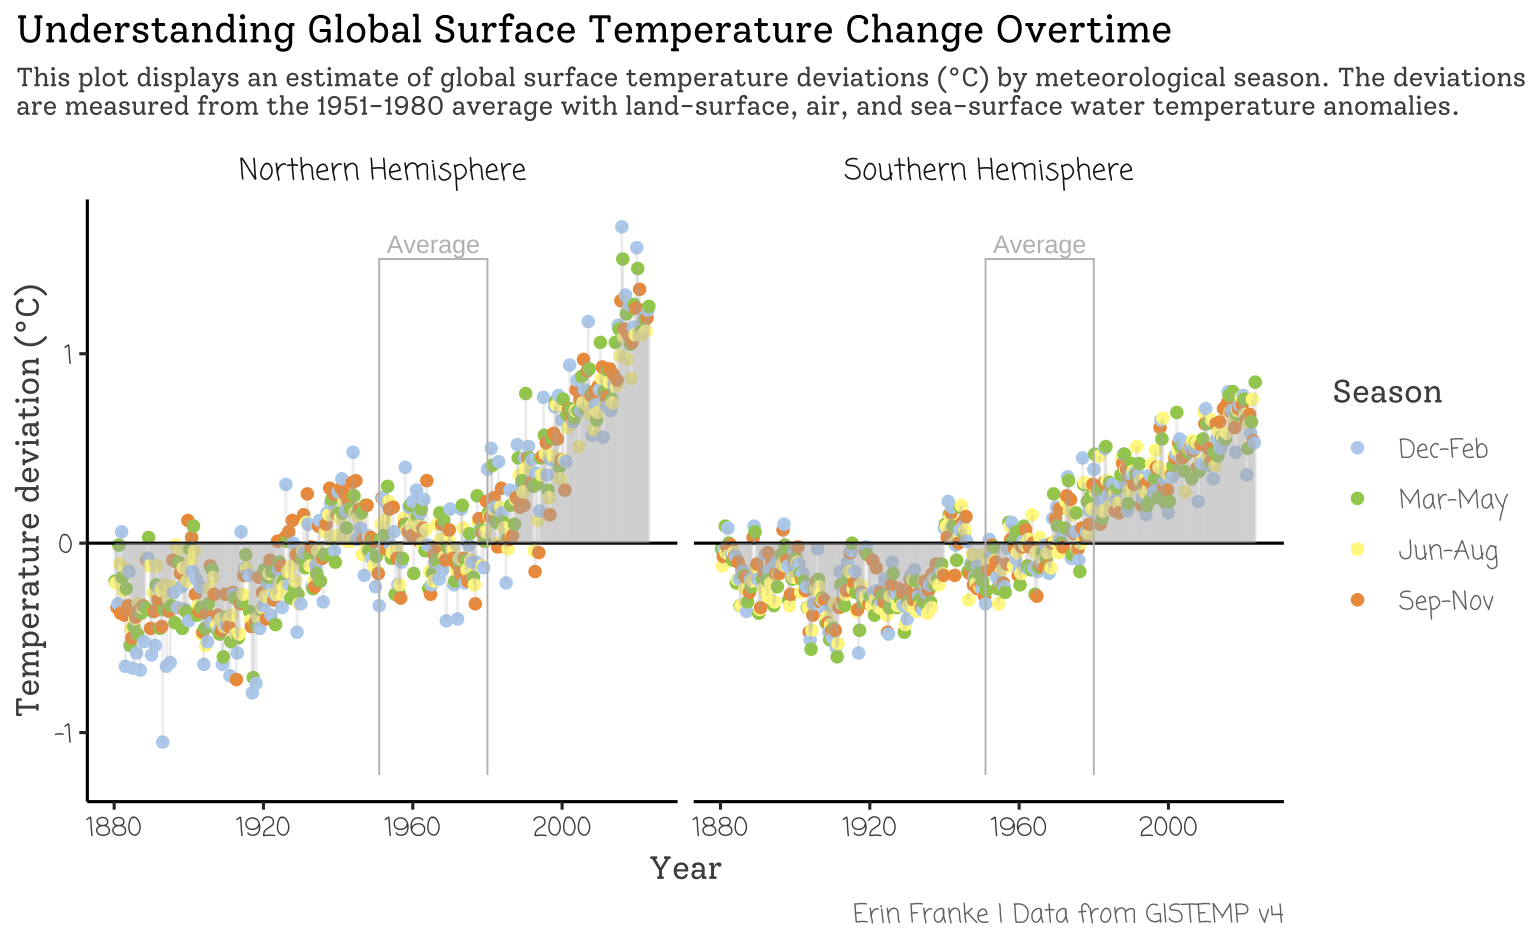 Understanding Global Surface Temperature Change Overtime
This plot displays an estimate of global surface temperature deviations (°C) by meteorological season. The deviations
are measured from the 1951-1980 average with land-surface, air, and sea-surface water temperature anomalies.
Northern Hemisphere
Southern Hemisphere
Average
Average
Temperature deviation (°C)
1
0
-1
1880 1920 1960 2000
1880 1920 1960 2000
Year
Season
Dec-Feb
Mar-May
Jun-Aug
Sep-Nov
Erin Franke | Data from GISTEMP v4